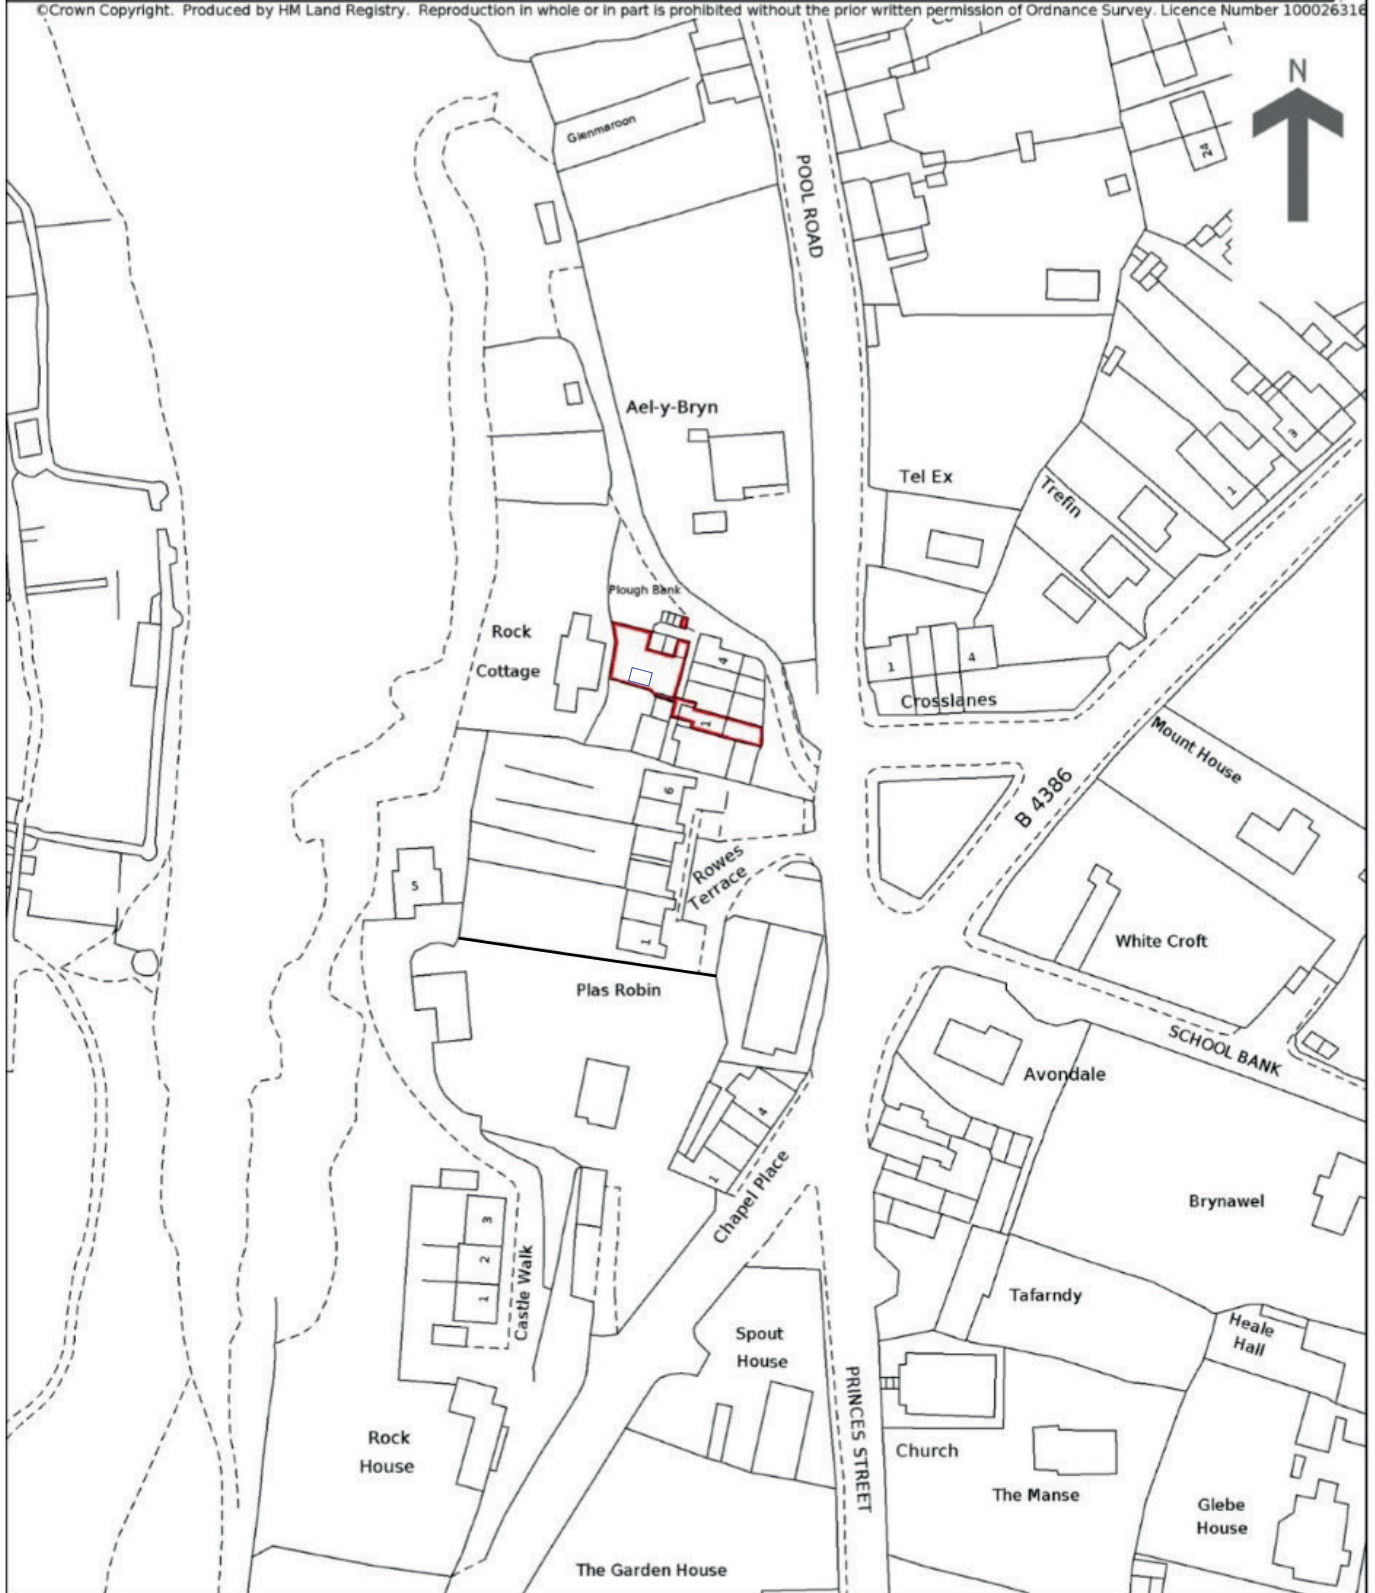 ©Crown Copyright. Produced by HM Land Registry. Reproduction in whole or in part is prohibited without the prior written permission of Ordnance Survey. Licence Number 100026316
N
Glenmaroon
24
POOL ROAD
Ael-y-Bryn
3
Tel Ex
Trefin
1
Plough Bank
Rock
Cottage
4
1
4
1
Crosslanes
Mount House
B 4386
6
Rowes
Terrace
5
1
White Croft
Plas Robin
SCHOOL BANK
Avondale
4
1
Chapel Place
Brynawel
3
2
1
Castle Walk
Tafarndy
Heale
Hall
Spout
House
PRINCES STREET
Rock
House
Church
The Manse
Glebe
House
The Garden House